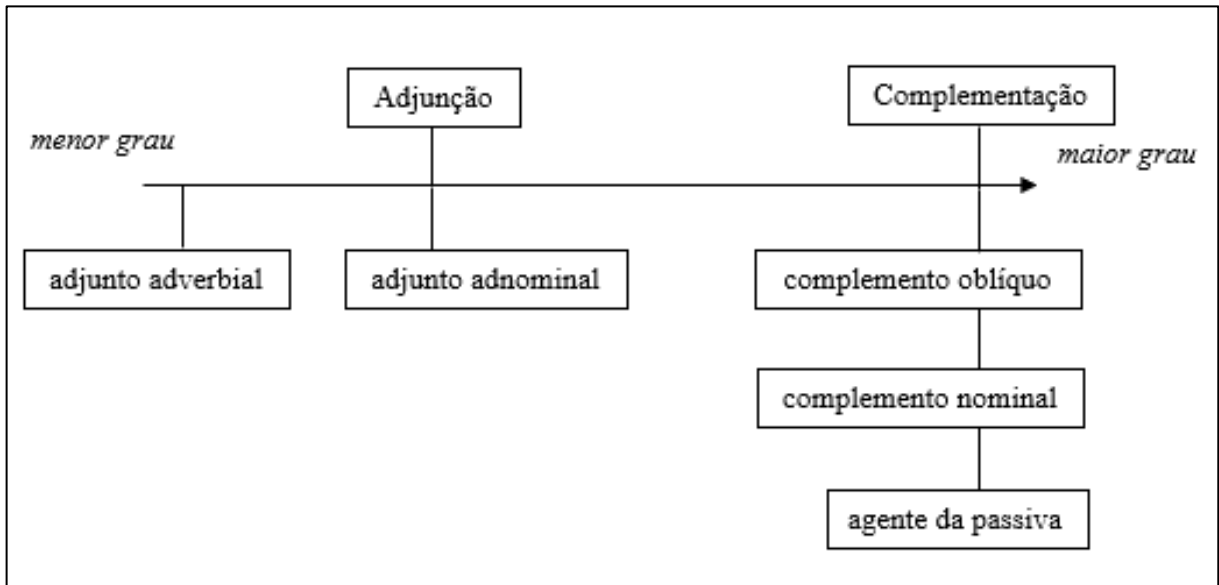 Adjunção
Complementação
menor grau
maior grau
adjunto adverbial
adjunto adnominal
complemento oblíquo
complemento nominal
agente da passiva